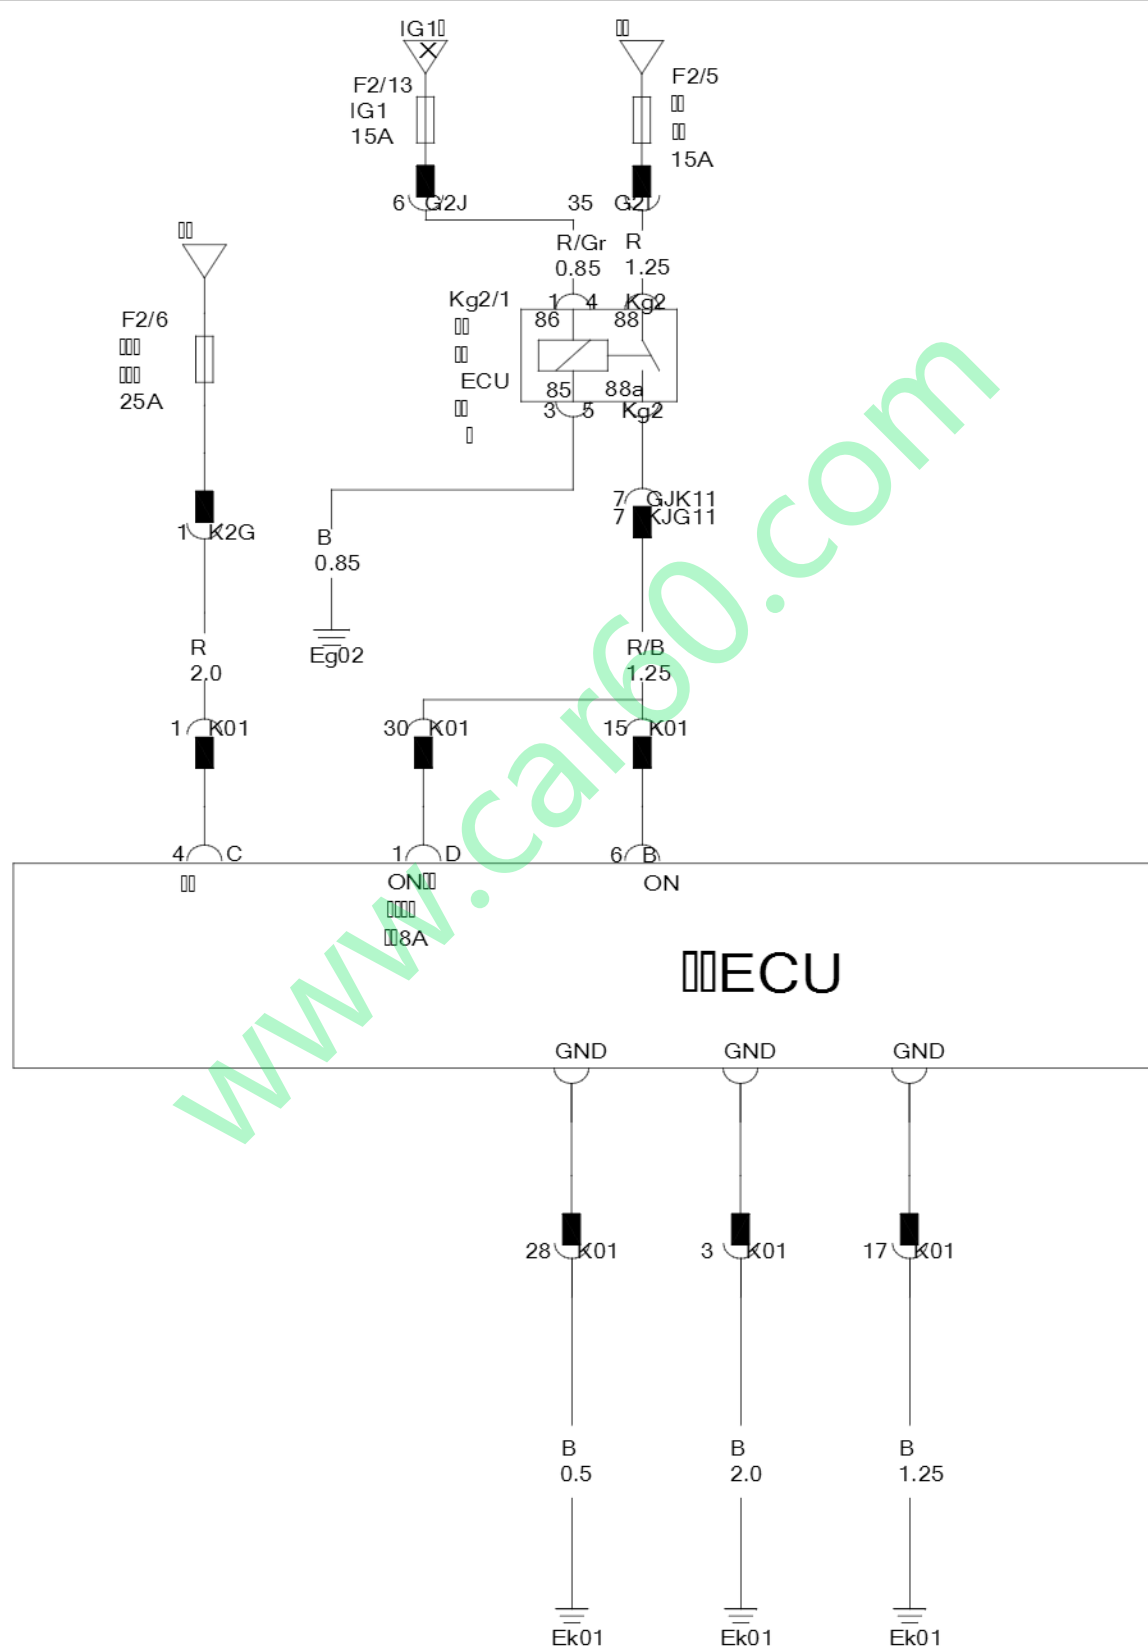 IG1
F2/13
IG1
15A
F2/5
15A
6 G2J
35 G2I
R/Gr
0.85
R
1.25
F2/6
25A
Kg2/1
ECU
1 4 Kg2
86 88
85 88a
3 5 Kg2
1 K2G
7 GJK11
7 KJG11
B
0.85
Eg02
R
2.0
R/B
1.25
1 K01
30 K01
15 K01
4 C
1 D
6 B
ON
8A
ON
ECU
GND GND GND
28 K01
3 K01
17 K01
B
0.5
B
2.0
B
1.25
Ek01 Ek01 Ek01
www.car60.com